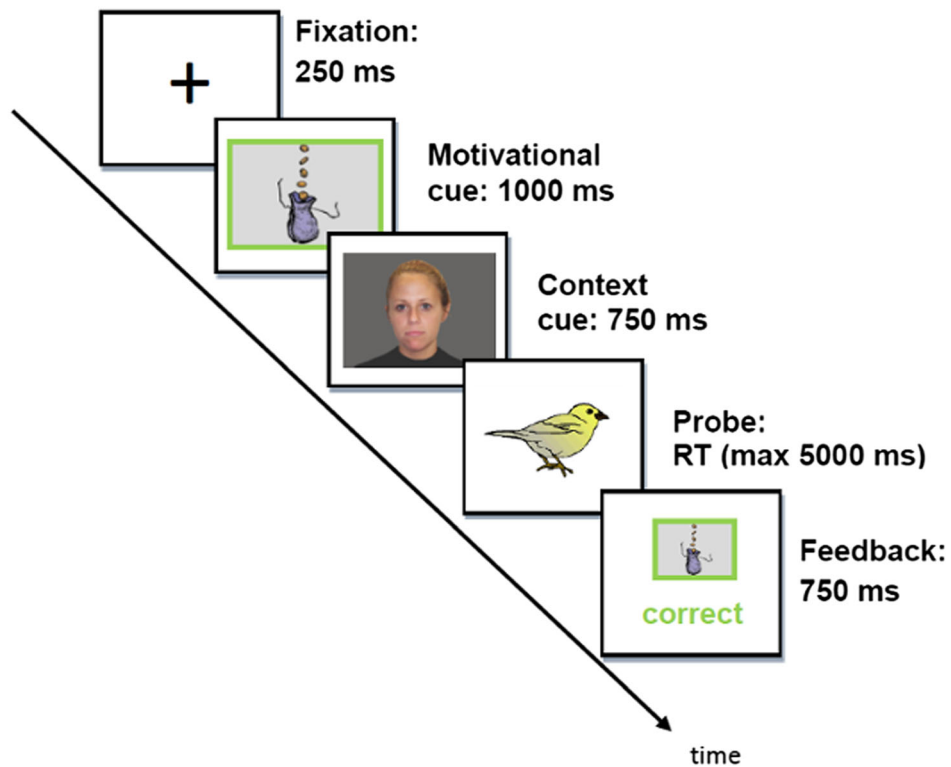 Fixation:
250 ms
Motivational
cue: 1000 ms
Context
cue: 750 ms
Probe:
RT (max 5000 ms)
Feedback:
750 ms
correct
time